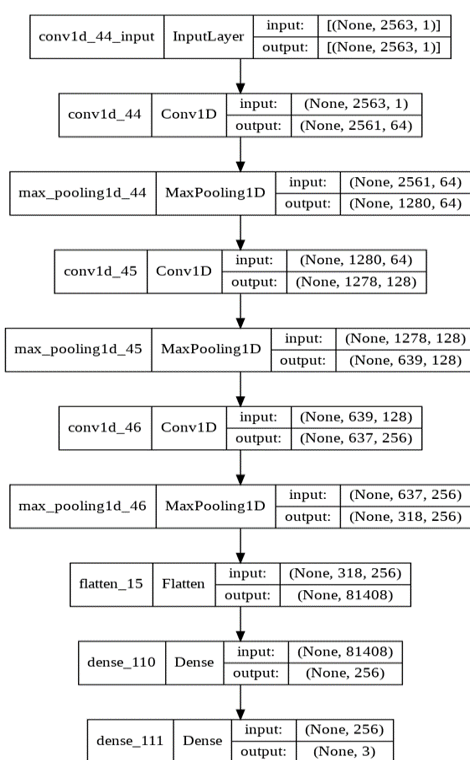 conv1d_44_input InputLayer input: [(None, 2563, 1)]
output: [(None, 2563, 1)]
conv1d_44 Conv1D input: (None, 2563, 1)
output: (None, 2561, 64)
max_pooling1d_44 MaxPooling1D input: (None, 2561, 64)
output: (None, 1280, 64)
conv1d_45 Conv1D input: (None, 1280, 64)
output: (None, 1278, 128)
max_pooling1d_45 MaxPooling1D input: (None, 1278, 128)
output: (None, 639, 128)
conv1d_46 Conv1D input: (None, 639, 128)
output: (None, 637, 256)
max_pooling1d_46 MaxPooling1D input: (None, 637, 256)
output: (None, 318, 256)
flatten_15 Flatten input: (None, 318, 256)
output: (None, 81408)
dense_110 Dense input: (None, 81408)
output: (None, 256)
dense_111 Dense input: (None, 256)
output: (None, 3)